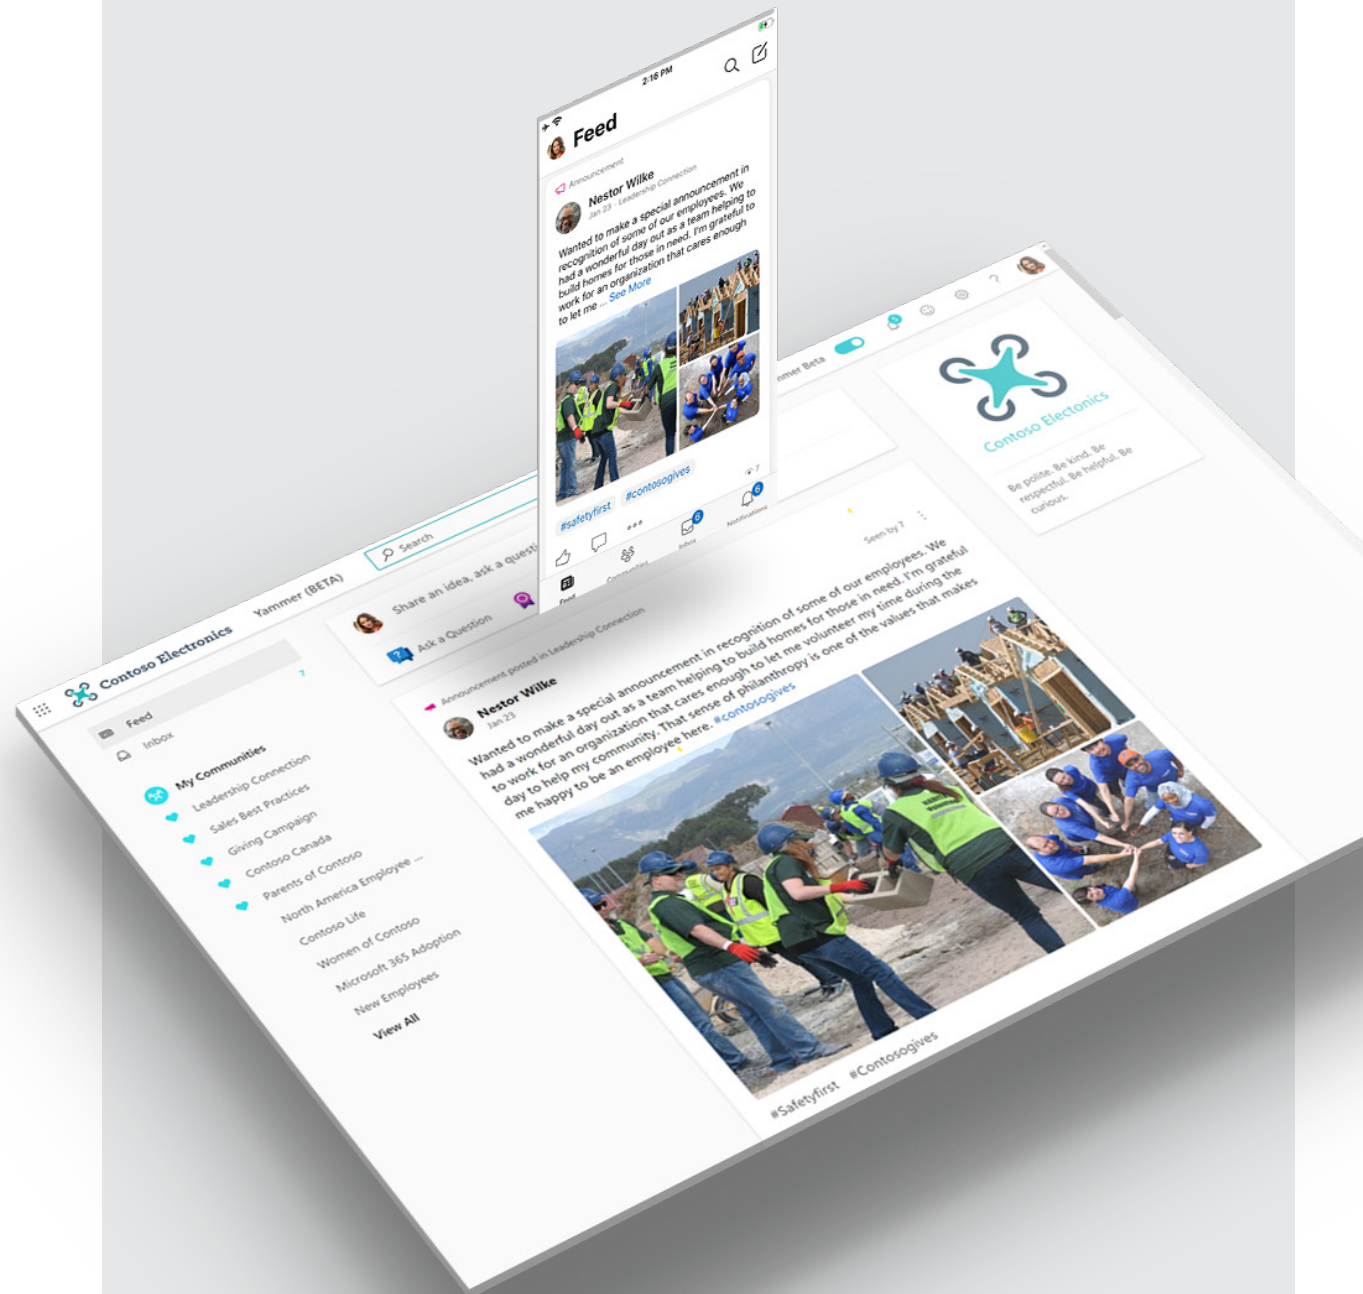 2:16 PM
Feed
Announcement
Nestor Wilke
Jan 23 · Leadership Connection
Wanted to make a special announcement in
recognition of some of our employees. We
had a wonderful day out as a team helping to
build homes for those in need. I'm grateful to
work for an organization that cares enough
to let me ... See More
#safetyfirst #contosogives
7
6
6
Feed
Communities
Inbox
Notifications
Contoso Electronics
Yammer (BETA)
Search
mmer Beta
?
Feed
?
Inbox
My Communities
Leadership Connection
Sales Best Practices
Giving Campaign
Contoso Canada
Parents of Contoso
North America Employee ...
Contoso Life
Women of Contoso
Microsoft 365 Adoption
New Employees
View All
Share an idea, ask a questi
Ask a Question
Announcement posted in Leadership Connection
Nestor Wilke
Jan 23
Seen by 7
Wanted to make a special announcement in recognition of some of our employees. We
had a wonderful day out as a team helping to build homes for those in need. I'm grateful
to work for an organization that cares enough to let me volunteer my time during the
day to help my community. That sense of philanthropy is one of the values that makes
me happy to be an employee here. #contosogives
#Safetyfirst #Contosogives
Contoso Electonics
Be polite. Be kind. Be
respectful. Be helpful. Be
curious.